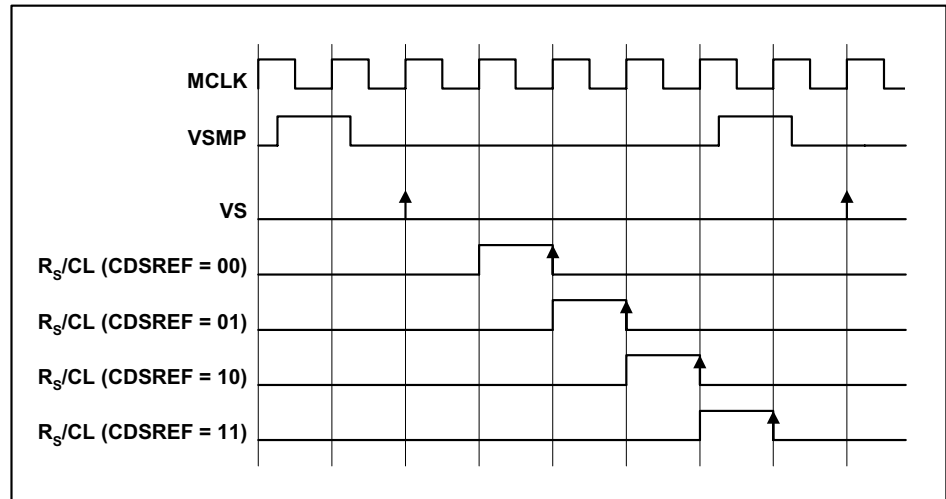 MCLK
VSMP
VS
RS/CL (CDSREF = 00)
RS/CL (CDSREF = 01)
RS/CL (CDSREF = 10)
RS/CL (CDSREF = 11)